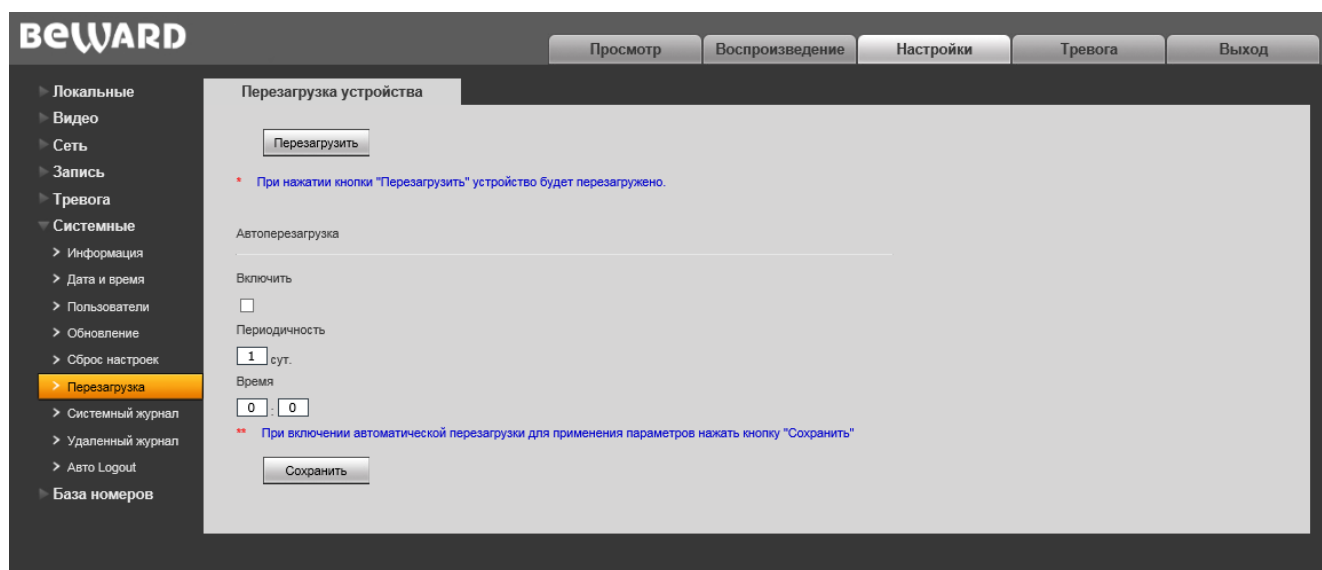 BEWARD
Просмотр
Воспроизведение
Настройки
Тревога
Выход
Локальные
Видео
Сеть
Запись
Тревога
Системные
> Информация
> Дата и время
> Пользователи
> Обновление
> Сброс настроек
> Перезагрузка
> Системный журнал
> Удаленный журнал
> Авто Logout
База номеров
Перезагрузка устройства
Перезагрузить
* При нажатии кнопки "Перезагрузить" устройство будет перезагружено.
Автоперезагрузка
Включить
Периодичность
1 сут.
Время
0 : 0
** При включении автоматической перезагрузки для применения параметров нажать кнопку "Сохранить"
Сохранить